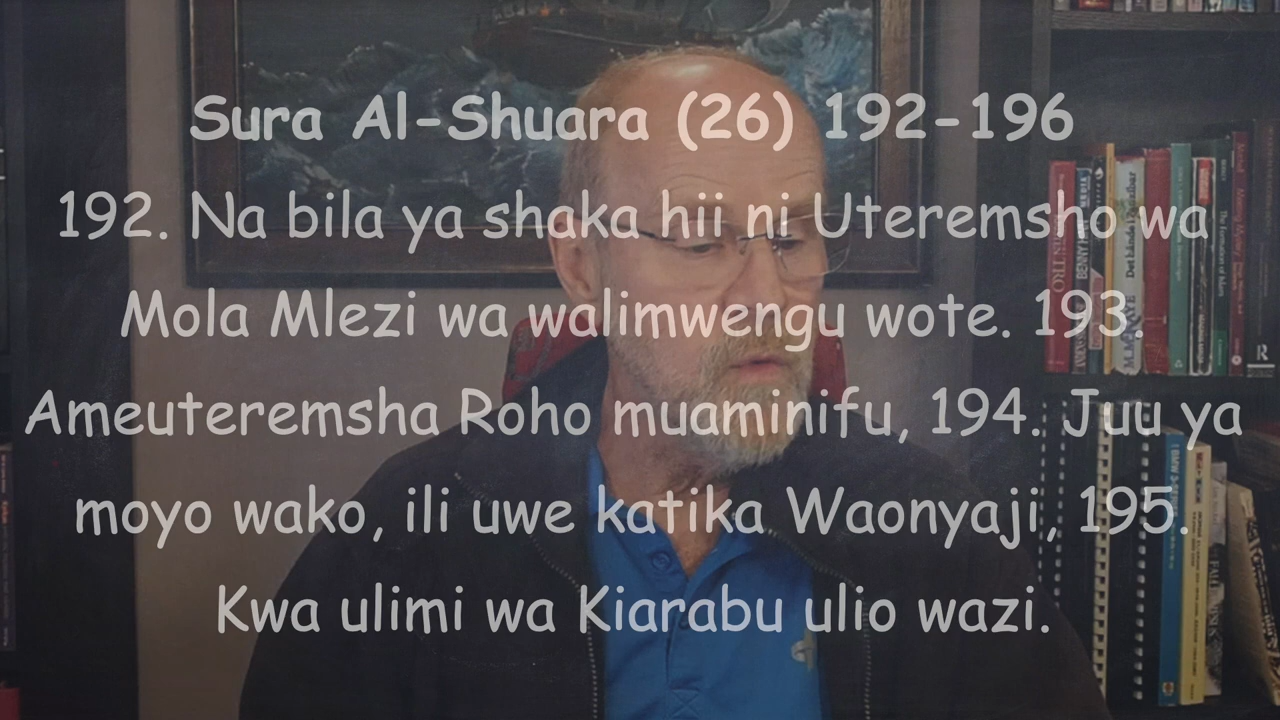 Sura Al-Shuara (26) 192-196
192. Na bila ya shaka hii ni Uteremsho wa
Mola Mlezi wa walimwengu wote. 193.
Ameuteremsha Roho muaminifu, 194. Juu ya
moyo wako, ili uwe katika Waonyaji, 195.
Kwa ulimi wa Kiarabu ulio wazi.